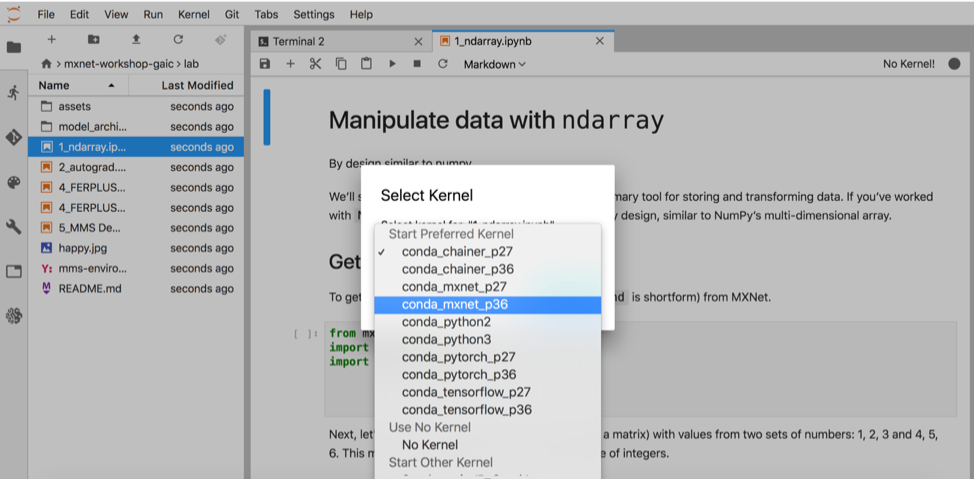 File Edit View Run Kernel Git Tabs Settings Help
Terminal 2
1_ndarray.ipynb
mxnet-workshop-gaic > lab
Markdown
No Kernel!
Name Last Modified
assets seconds ago
model_archi... seconds ago
1_ndarray.ip... seconds ago
2_autograd.... seconds ago
4_FERPLUS... seconds ago
4_FERPLUS... seconds ago
5_MMS De... seconds ago
happy.jpg seconds ago
Y: mms-enviro... seconds ago
README.md seconds ago
Manipulate data with ndarray
By design similar to numpy
We'll mary tool for storing and transforming data. If you've worked
with design, similar to NumPy's multi-dimensional array.
Get
To get is shortform) from MXNet.
[ ]: from
import
import
Next, let' a matrix) with values from two sets of numbers: 1, 2, 3 and 4, 5,
6. This of integers.
Select Kernel
Select kernel for "1_ndarray.ipynb"
Start Preferred Kernel
✓ conda_chainer_p27
conda_chainer_p36
conda_mxnet_p27
conda_mxnet_p36
conda_python2
conda_python3
conda_pytorch_p27
conda_pytorch_p36
conda_tensorflow_p27
conda_tensorflow_p36
Use No Kernel
No Kernel
Start Other Kernel